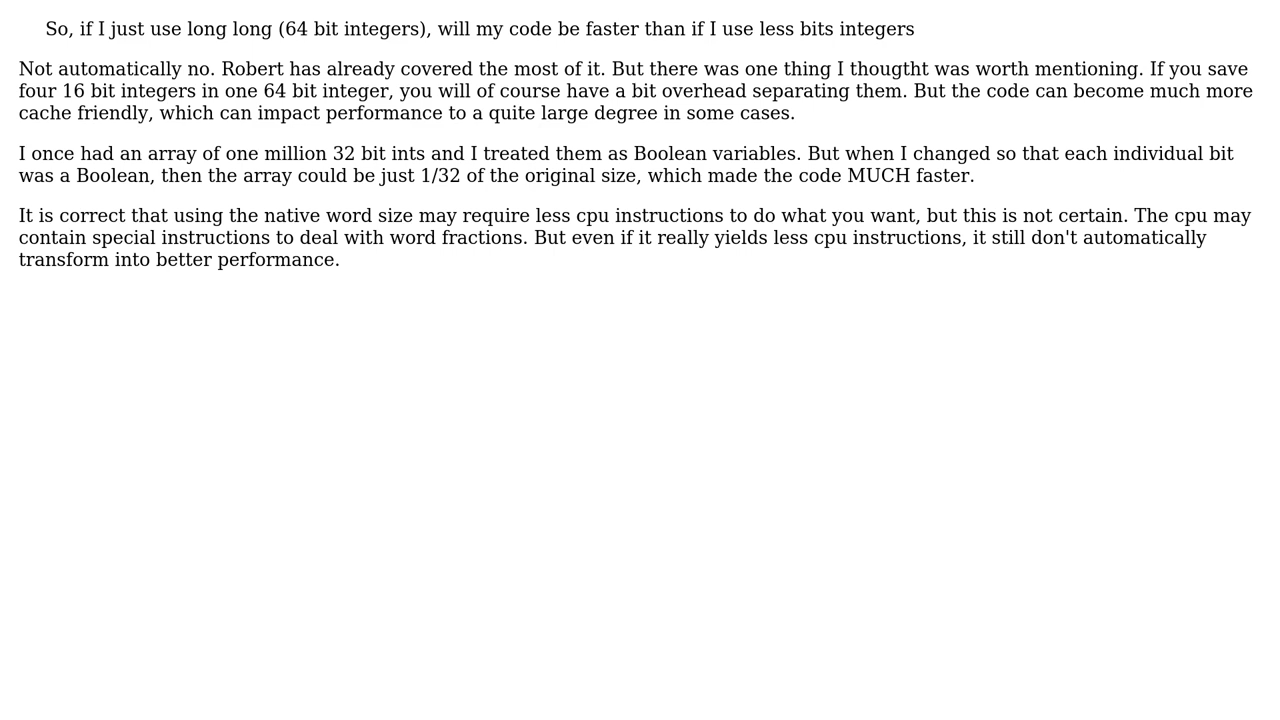 So, if I just use long long (64 bit integers), will my code be faster than if I use less bits integers
Not automatically no. Robert has already covered the most of it. But there was one thing I thougtht was worth mentioning. If you save
four 16 bit integers in one 64 bit integer, you will of course have a bit overhead separating them. But the code can become much more
cache friendly, which can impact performance to a quite large degree in some cases.
I once had an array of one million 32 bit ints and I treated them as Boolean variables. But when I changed so that each individual bit
was a Boolean, then the array could be just 1/32 of the original size, which made the code MUCH faster.
It is correct that using the native word size may require less cpu instructions to do what you want, but this is not certain. The cpu may
contain special instructions to deal with word fractions. But even if it really yields less cpu instructions, it still don't automatically
transform into better performance.